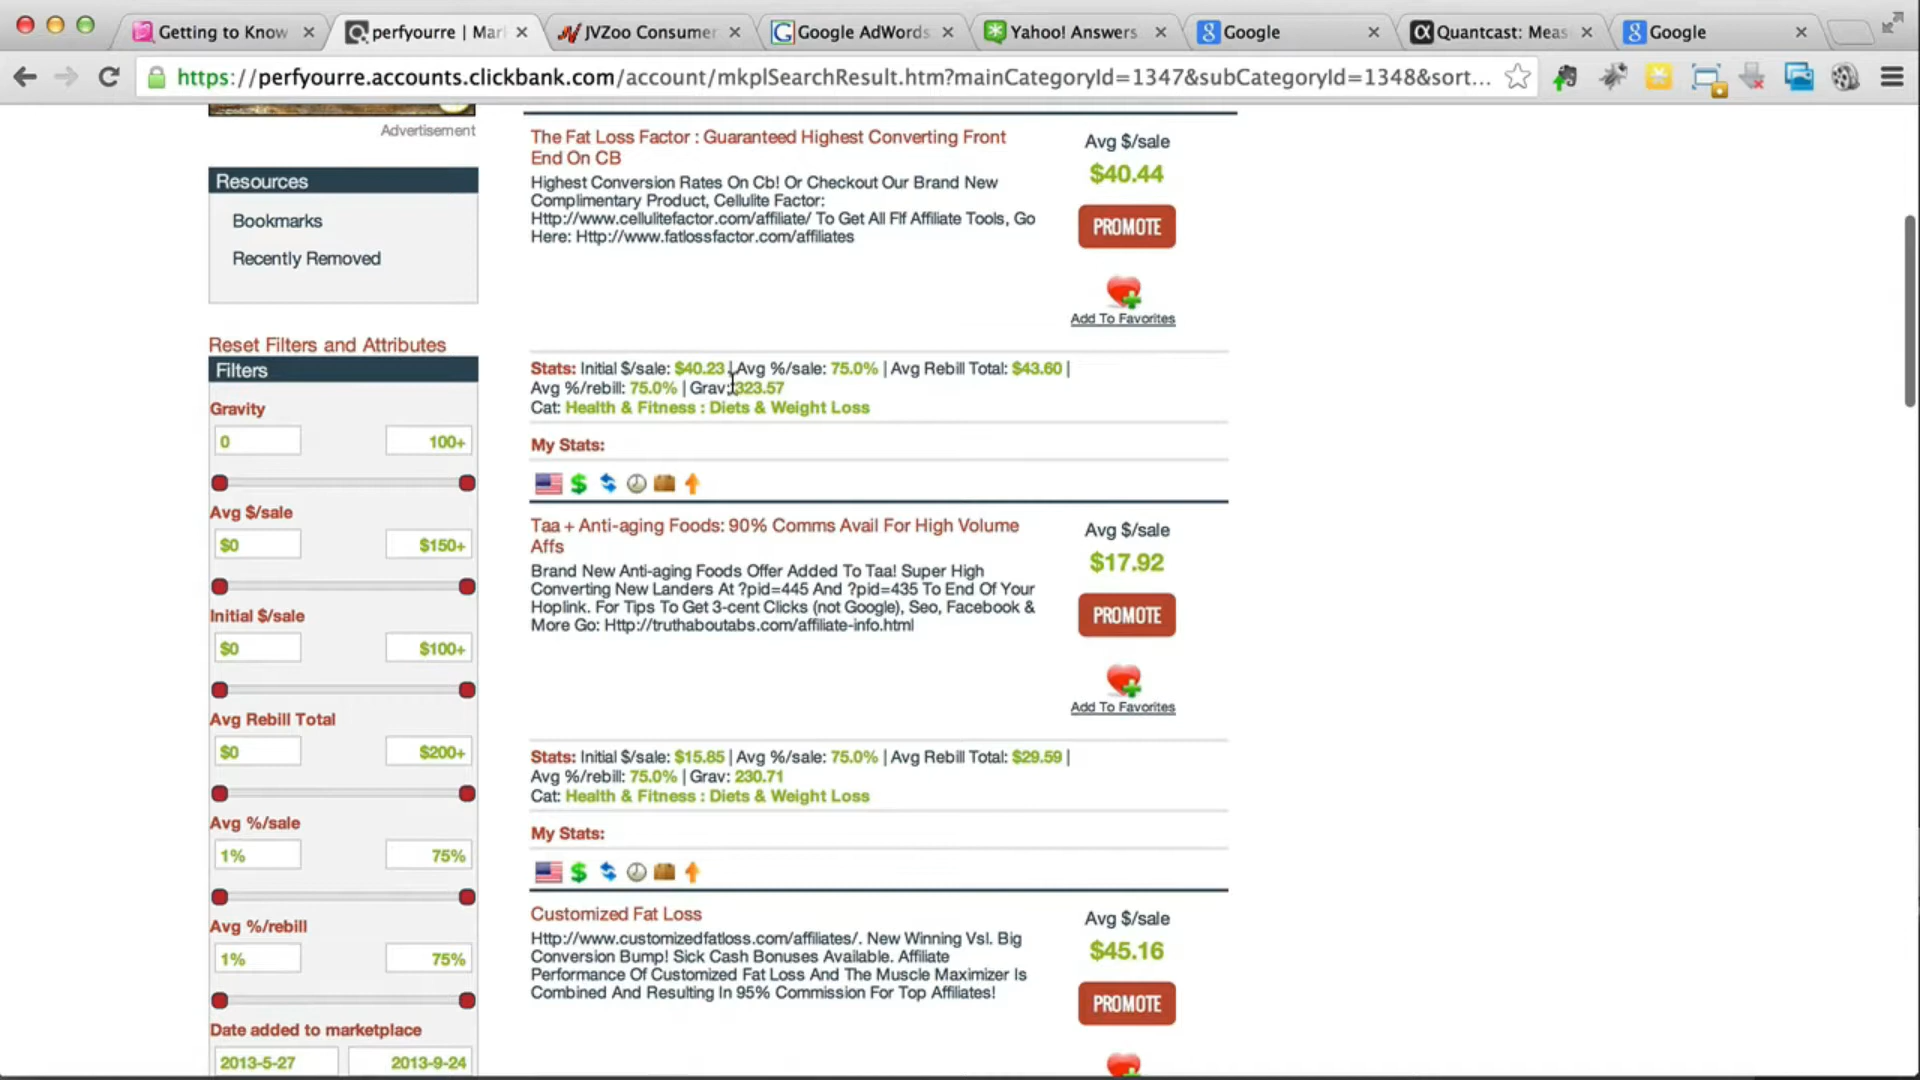 Getting to Know
perfyourre | Mar
JVZoo Consumer
Google AdWords
Yahoo! Answers
Google
Quantcast: Meas
Google
https://perfyourre.accounts.clickbank.com/account/mkplSearchResult.htm?mainCategoryId=1347&subCategoryId=1348&sort...
Advertisement
Resources
Bookmarks
Recently Removed
Reset Filters and Attributes
Filters
Gravity
0 100+
Avg $/sale
$0 $150+
Initial $/sale
$0 $100+
Avg Rebill Total
$0 $200+
Avg %/sale
1% 75%
Avg %/rebill
1% 75%
Date added to marketplace
2013-5-27 2013-9-24
The Fat Loss Factor : Guaranteed Highest Converting Front
End On CB
Highest Conversion Rates On Cb! Or Checkout Our Brand New
Complimentary Product, Cellulite Factor:
Http://www.cellulitefactor.com/affiliate/ To Get All Flf Affiliate Tools, Go
Here: Http://www.fatlossfactor.com/affiliates
Avg $/sale
$40.44
PROMOTE
Add To Favorites
Stats: Initial $/sale: $40.23 | Avg %/sale: 75.0% | Avg Rebill Total: $43.60 |
Avg %/rebill: 75.0% | Grav: 323.57
Cat: Health & Fitness : Diets & Weight Loss
My Stats:
Taa + Anti-aging Foods: 90% Comms Avail For High Volume
Affs
Brand New Anti-aging Foods Offer Added To Taa! Super High
Converting New Landers At ?pid=445 And ?pid=435 To End Of Your
Hoplink. For Tips To Get 3-cent Clicks (not Google), Seo, Facebook &
More Go: Http://truthaboutabs.com/affiliate-info.html
Avg $/sale
$17.92
PROMOTE
Add To Favorites
Stats: Initial $/sale: $15.85 | Avg %/sale: 75.0% | Avg Rebill Total: $29.59 |
Avg %/rebill: 75.0% | Grav: 230.71
Cat: Health & Fitness : Diets & Weight Loss
My Stats:
Customized Fat Loss
Http://www.customizedfatloss.com/affiliates/. New Winning Vsl. Big
Conversion Bump! Sick Cash Bonuses Available. Affiliate
Performance Of Customized Fat Loss And The Muscle Maximizer Is
Combined And Resulting In 95% Commission For Top Affiliates!
Avg $/sale
$45.16
PROMOTE